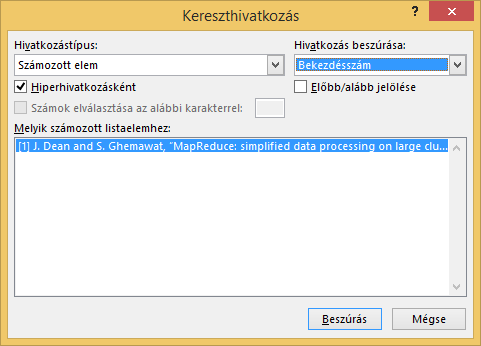 Kereszthivatkozás
? ×
Hivatkozástípus:
Hivatkozás beszúrása:
Számozott elem
Bekezdésszám
Hiperhivatkozásként
Előbb/alább jelölése
Számok elválasztása az alábbi karakterrel:
Melyik számozott listaelemhez:
[1] J. Dean and S. Ghemawat, "MapReduce: simplified data processing on large clu...
Beszúrás
Mégse